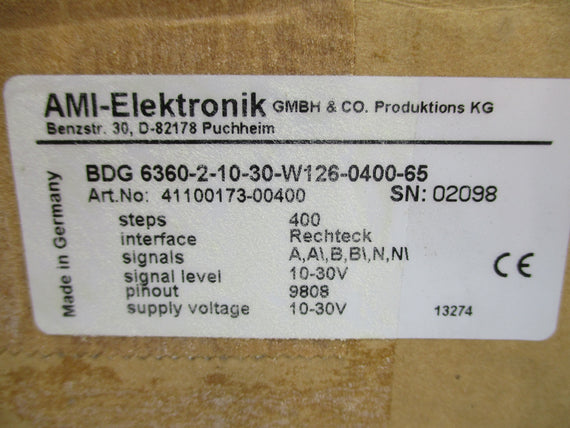 AMI-Elektronik GMBH & CO. Produktions KG
Benzstr. 30, D-82178 Puchheim
BDG 6360-2-10-30-W126-0400-65
Art.No: 41100173-00400 SN: 02098
steps 400
interface Rechteck
signals A,A\,B,B\,N,N\
signal level 10-30V
pinout 9808
supply voltage 10-30V
Made in Germany
CE
13274